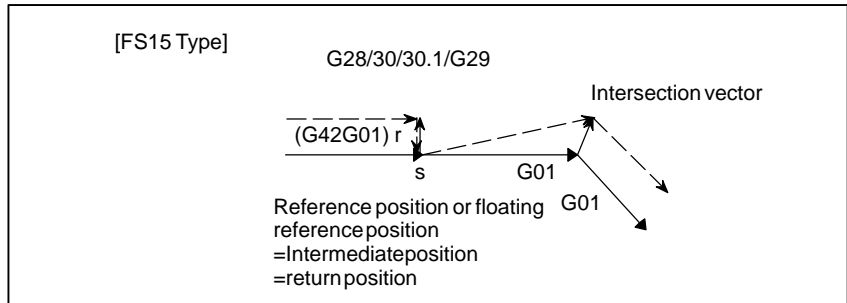 [FS15 Type]
G28/30/30.1/G29
Intersection vector
(G42G01) r
s
G01
G01
Reference position or floating
reference position
=Intermediate position
=return position